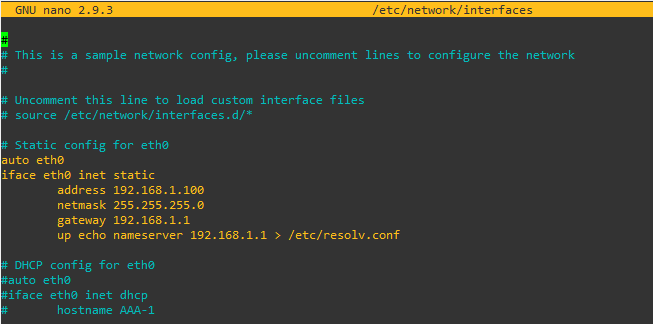 GNU nano 2.9.3 /etc/network/interfaces
#
# This is a sample network config, please uncomment lines to configure the network
#
# Uncomment this line to load custom interface files
# source /etc/network/interfaces.d/*
# Static config for eth0
auto eth0
iface eth0 inet static
address 192.168.1.100
netmask 255.255.255.0
gateway 192.168.1.1
up echo nameserver 192.168.1.1 > /etc/resolv.conf
# DHCP config for eth0
#auto eth0
#iface eth0 inet dhcp
# hostname AAA-1